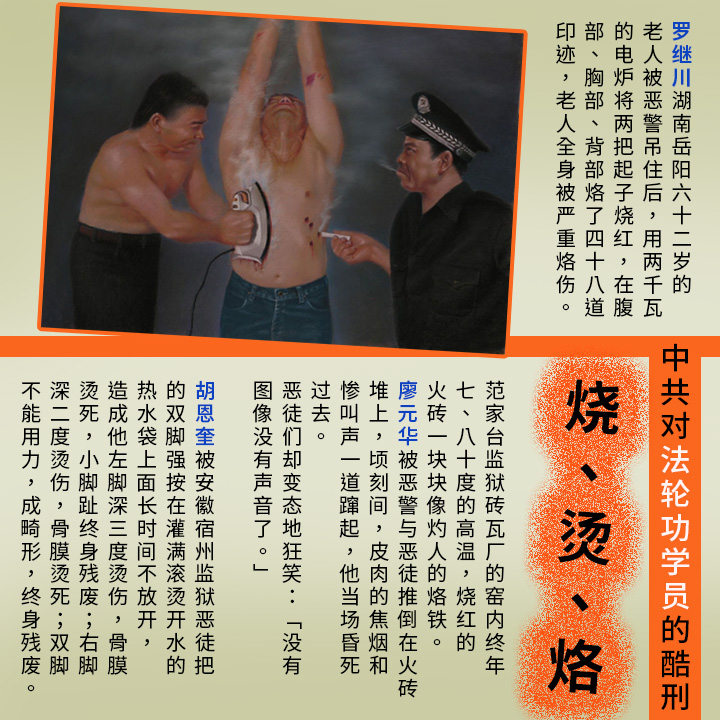 罗继川湖南岳阳六十二岁的
老人被恶警吊住后，用两千瓦
的电炉将两把起子烧红，在腹
部、胸部、背部烙了四十八道
印迹，老人全身被严重烙伤。
中共对法轮功学员的酷刑
烧、烫、烙
范家台监狱砖瓦厂的窑内终年
七、八十度的高温，烧红的
火砖一块块像灼人的烙铁。
廖元华被恶警与恶徒推倒在火砖
堆上，顷刻间，皮肉的焦烟和
惨叫声一道蹿起，他当场昏死
过去。
恶徒们却变态地狂笑：「没有
图像没有声音了。」
胡恩奎被安徽宿州监狱恶徒把
的双脚强按在灌满滚烫开水的
热水袋上面长时间不放开，
造成他左脚深三度烫伤，骨膜
烫死，小脚趾终身残废；右脚
深二度烫伤，骨膜烫死；双脚
不能用力，成畸形，终身残废。